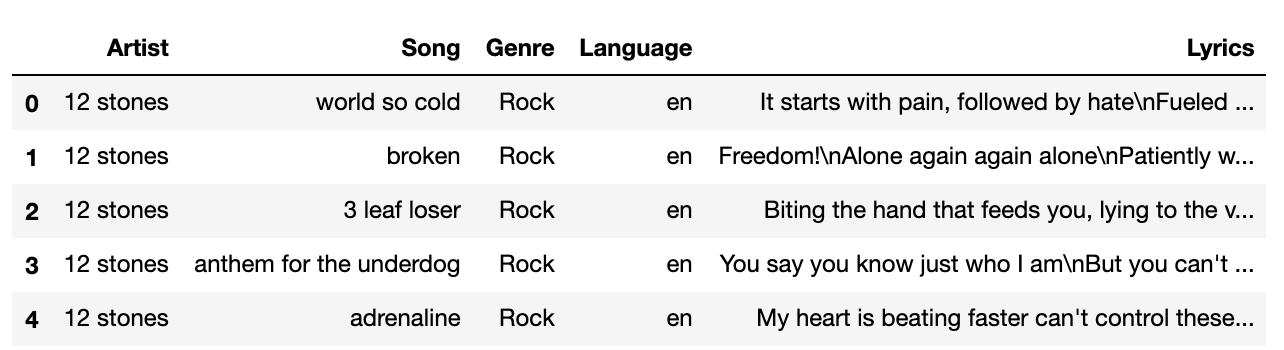 Artist Song Genre Language Lyrics
0 12 stones world so cold Rock en It starts with pain, followed by hate\nFueled ...
1 12 stones broken Rock en Freedom!\nAlone again again alone\nPatiently w...
2 12 stones 3 leaf loser Rock en Biting the hand that feeds you, lying to the v...
3 12 stones anthem for the underdog Rock en You say you know just who I am\nBut you can't ...
4 12 stones adrenaline Rock en My heart is beating faster can't control these...